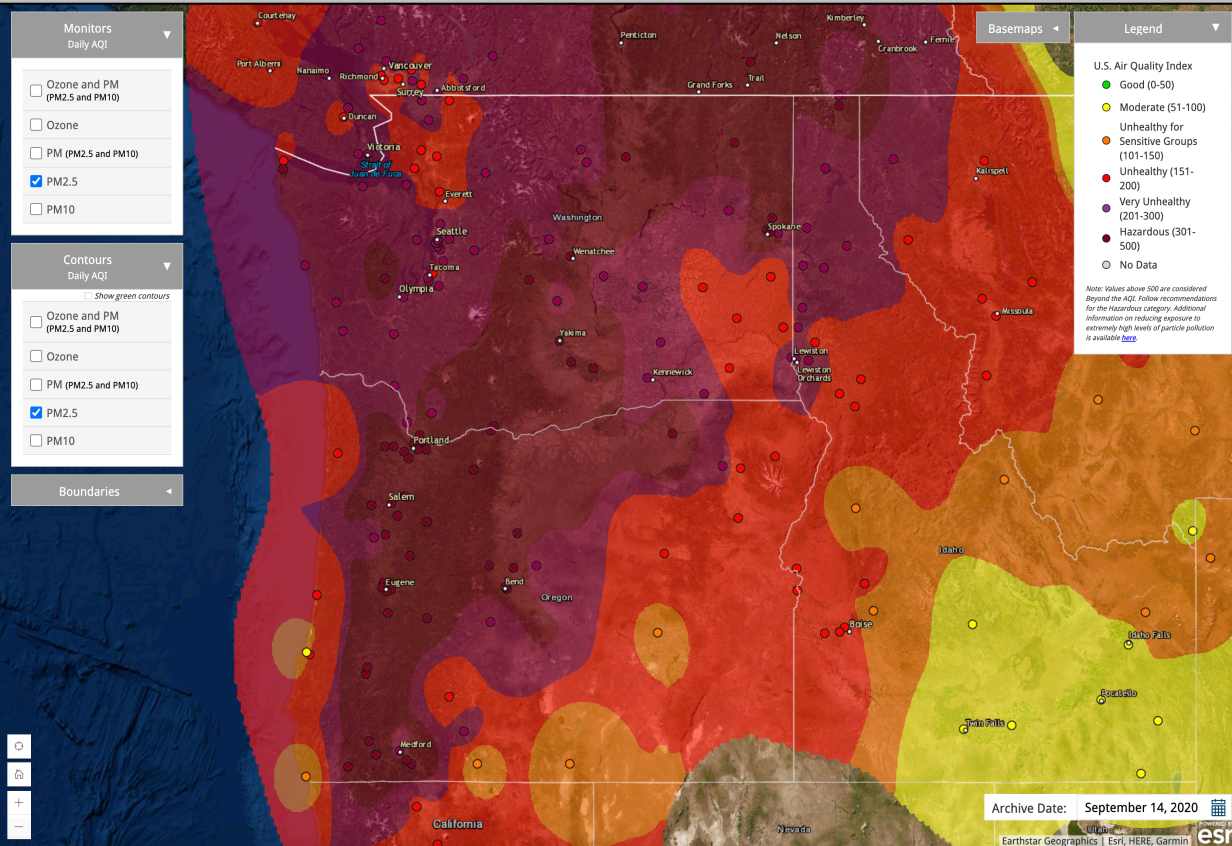 Monitors
Daily AQI
Ozone and PM
(PM2.5 and PM10)
Ozone
PM (PM2.5 and PM10)
PM2.5
PM10
Contours
Daily AQI
Show green contours
Ozone and PM
(PM2.5 and PM10)
Ozone
PM (PM2.5 and PM10)
PM2.5
PM10
Boundaries
Basemaps
Legend
U.S. Air Quality Index
Good (0-50)
Moderate (51-100)
Unhealthy for
Sensitive Groups
(101-150)
Unhealthy (151-
200)
Very Unhealthy
(201-300)
Hazardous (301-
500)
No Data
Note: Values above 500 are considered
Beyond the AQI. Follow recommendations
for the Hazardous category. Additional
information on reducing exposure to
extremely high levels of particle pollution
is available here.
Courtenay
Port Alberni
Nanaimo
Vancouver
Richmond
Surrey
Abbotsford
Duncan
Victoria
Strait of
Juan de Fuca
Penticton
Kimberley
Nelson
Cranbrook
Fernie
Trail
Grand Forks
Kalispell
Everett
Washington
Seattle
Spokane
Wenatchee
Tacoma
Olympia
Missoula
Yakima
Lewiston
Lewiston
Orchards
Kennewick
Portland
Salem
Idaho
Eugene
Bend
Oregon
Boise
Idaho Falls
Pocatello
Twin Falls
Medford
California
Nevada
Utah
Archive Date: September 14, 2020
Earthstar Geographics | Esri, HERE, Garmin
POWERED BY
esri